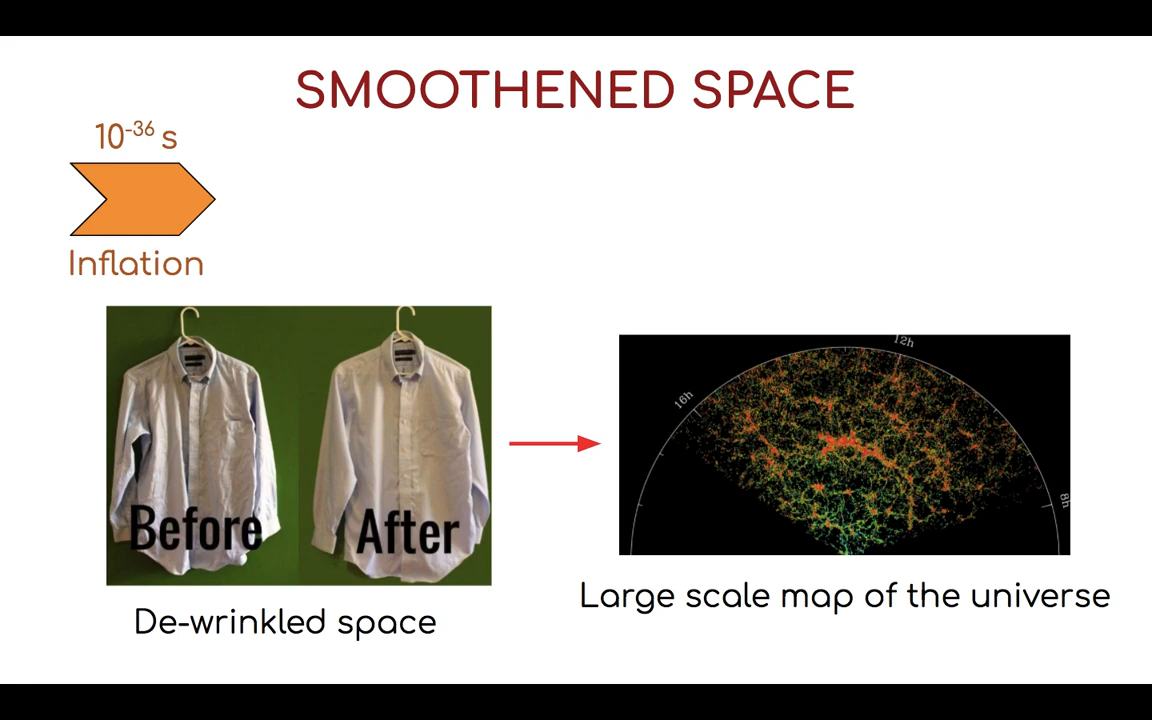 SMOOTHENED SPACE
10⁻³⁶ s
Inflation
Before
After
12h
16h
8h
De-wrinkled space
Large scale map of the universe